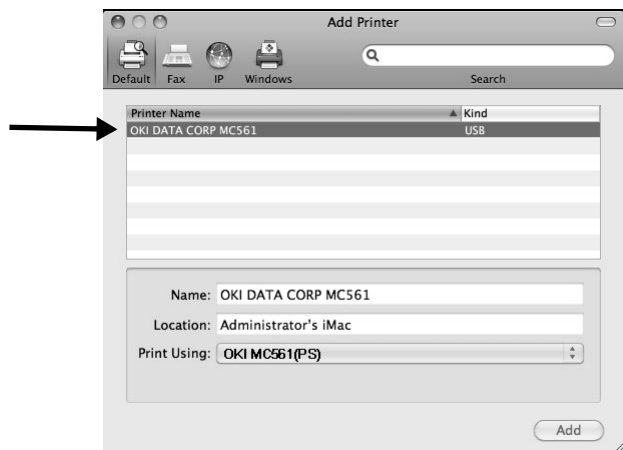 Add Printer
Default Fax IP Windows Search
Printer Name Kind
OKI DATA CORP MC561 USB
Name: OKI DATA CORP MC561
Location: Administrator's iMac
Print Using: OKI MC561(PS)
Add